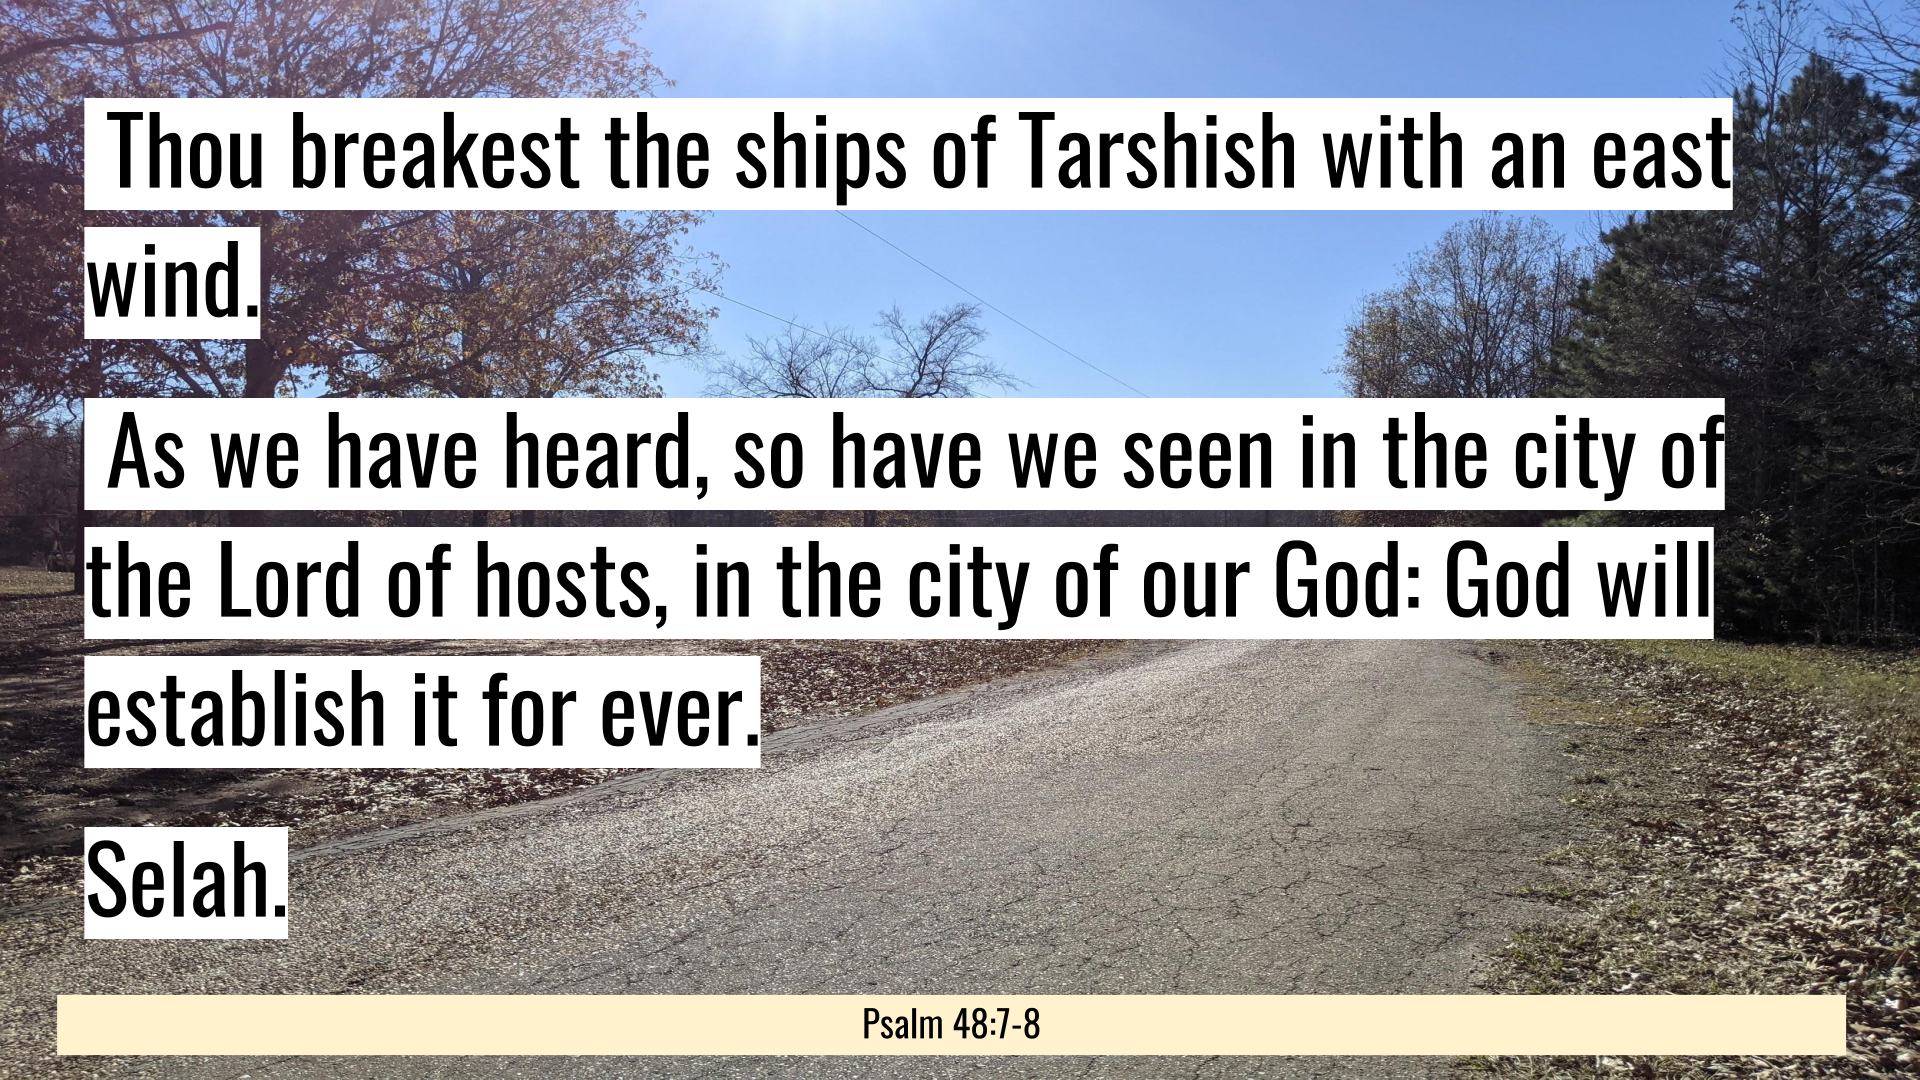 Thou breakest the ships of Tarshish with an east
wind.
As we have heard, so have we seen in the city of
the Lord of hosts, in the city of our God: God will
establish it for ever.
Selah.
Psalm 48:7-8